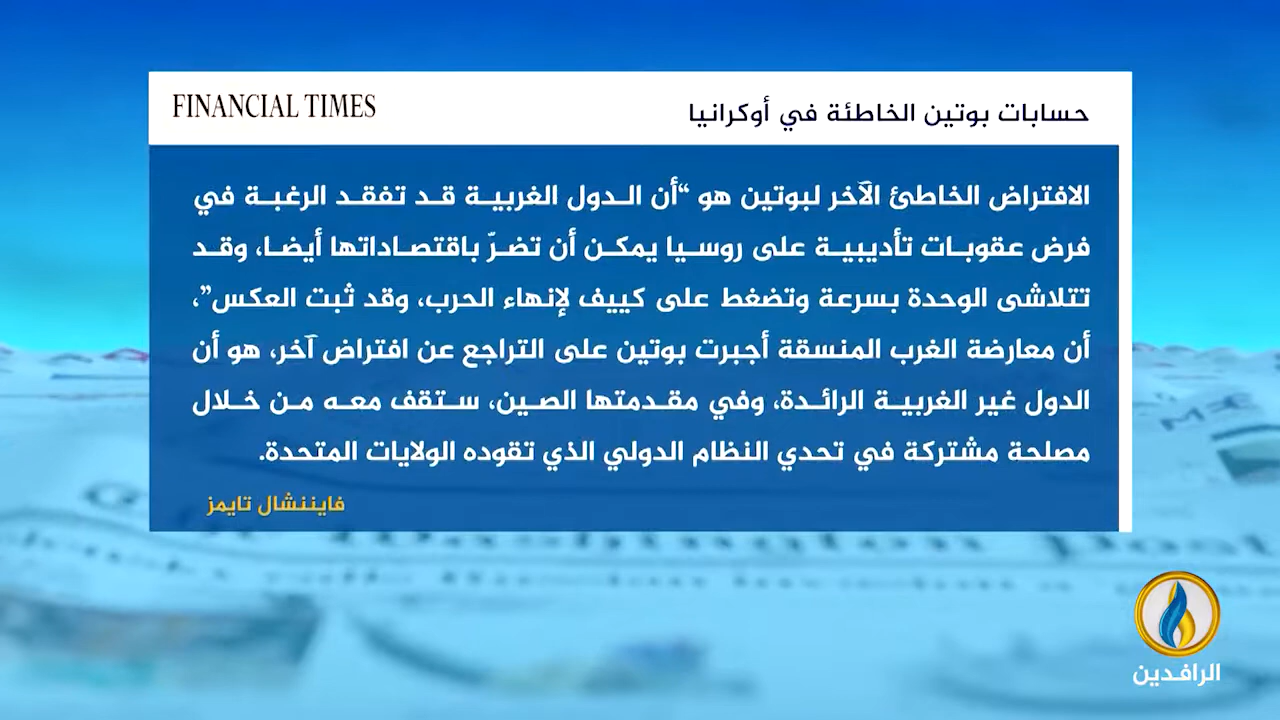 FINANCIAL TIMES
حسابات بوتين الخاطئة في أوكرانيا
الافتراض الخاطئ الآخر لبوتين هو “أن الدول الغربية قد تفقد الرغبة في
فرض عقوبات تأديبية على روسيا يمكن أن تضرّ باقتصاداتها أيضا، وقد
تتلاشى الوحدة بسرعة وتضغط على كييف لإنهاء الحرب، وقد ثبت العكس”،
أن معارضة الغرب المنسقة أجبرت بوتين على التراجع عن افتراض آخر، هو أن
الدول غير الغربية الرائدة، وفي مقدمتها الصين، ستقف معه من خلال
مصلحة مشتركة في تحدي النظام الدولي الذي تقوده الولايات المتحدة.
فايننشال تايمز
الرافدين